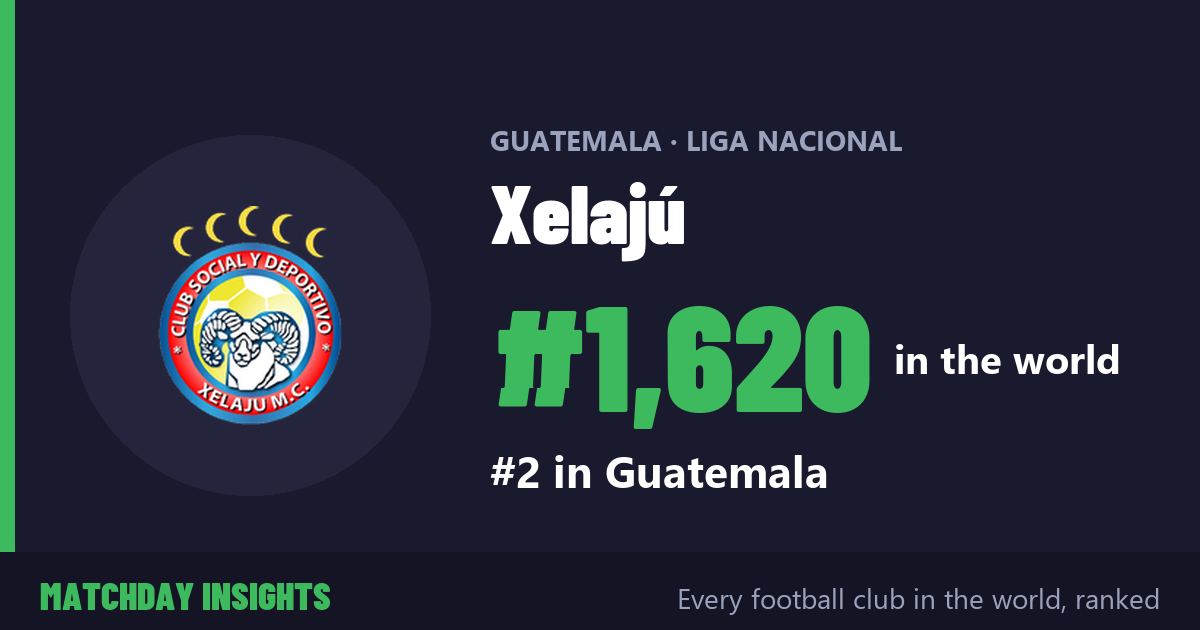 GUATEMALA · LIGA NACIONAL
Xelajú
#1,620 in the world
#2 in Guatemala
CLUB SOCIAL Y DEPORTIVO
* *
XELAJU M.C.
MATCHDAY INSIGHTS
Every football club in the world, ranked